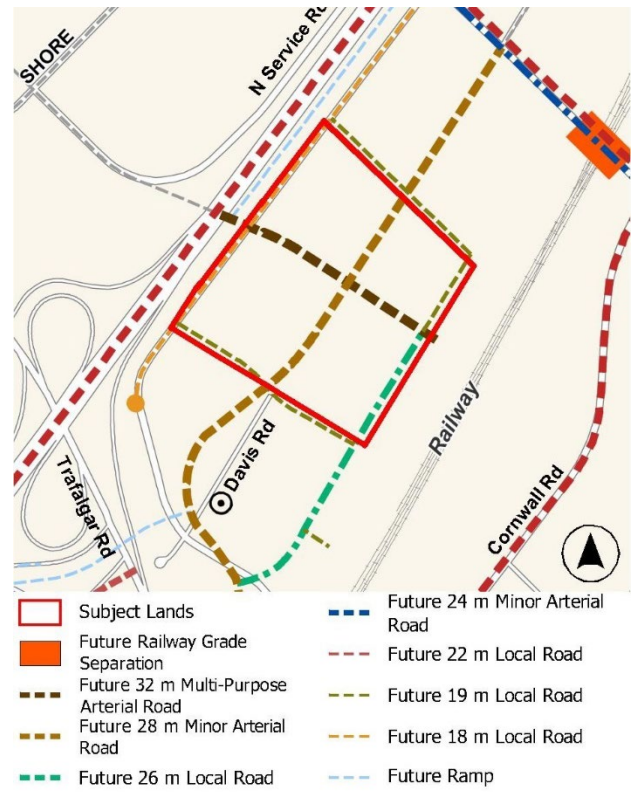 SHORE
N Service Rd
Trafalgar Rd
Davis Rd
Railway
Cornwall Rd
Subject Lands
Future Railway Grade
Separation
Future 32 m Multi-Purpose
Arterial Road
Future 28 m Minor Arterial
Road
Future 26 m Local Road
Future 24 m Minor Arterial
Road
Future 22 m Local Road
Future 19 m Local Road
Future 18 m Local Road
Future Ramp